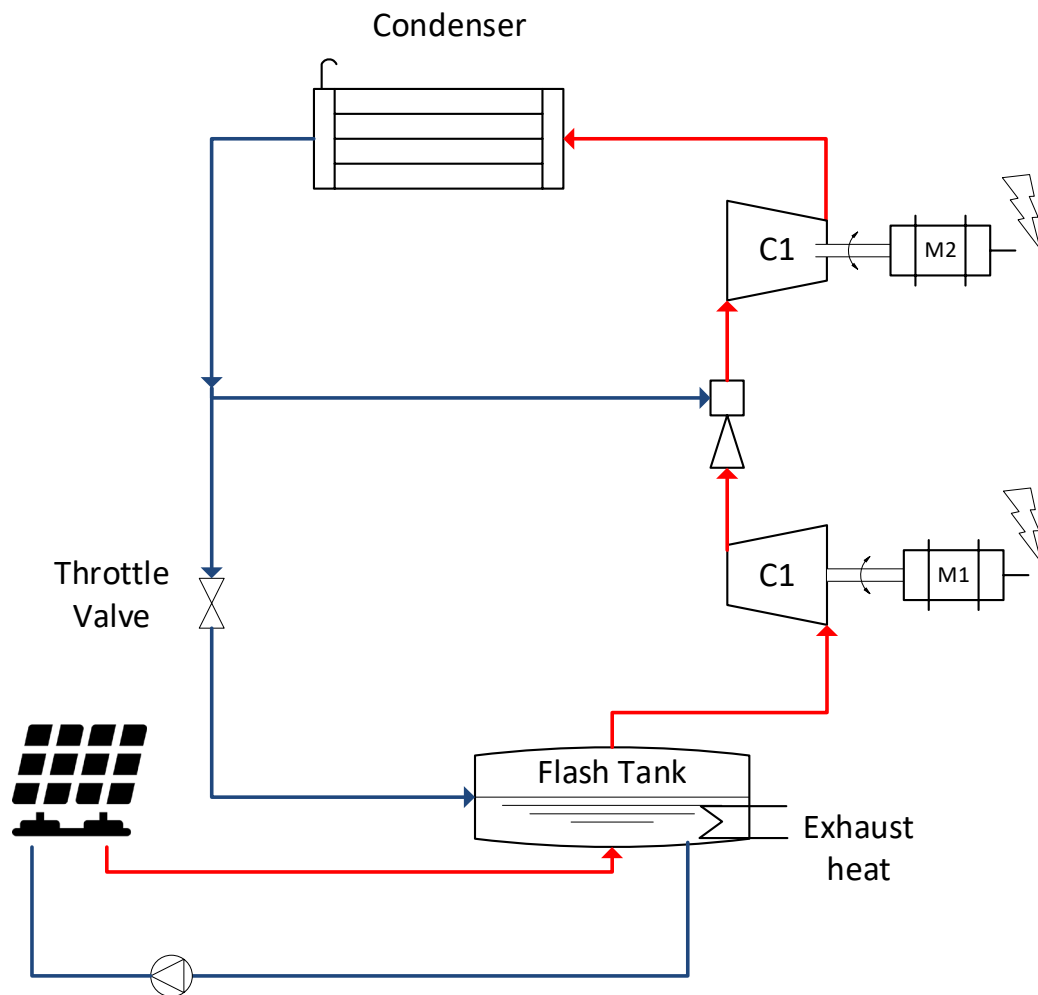 Condenser
C1
M2
C1
M1
Throttle
Valve
Flash Tank
Exhaust
heat